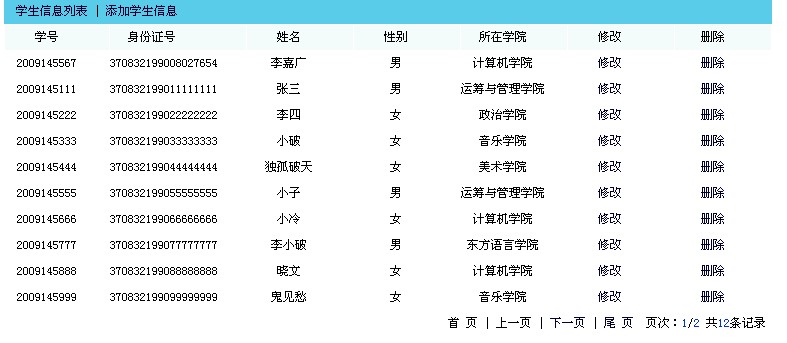 学生信息列表 | 添加学生信息
学号 身份证号 姓名 性别 所在学院 修改 删除
2009145567 370832199008027654 李嘉广 男 计算机学院 修改 删除
2009145111 370832199011111111 张三 男 运筹与管理学院 修改 删除
2009145222 370832199022222222 李四 女 政治学院 修改 删除
2009145333 370832199033333333 小破 女 音乐学院 修改 删除
2009145444 370832199044444444 独孤破天 女 美术学院 修改 删除
2009145555 370832199055555555 小子 男 运筹与管理学院 修改 删除
2009145666 370832199066666666 小冷 女 计算机学院 修改 删除
2009145777 370832199077777777 李小破 男 东方语言学院 修改 删除
2009145888 370832199088888888 晓文 女 计算机学院 修改 删除
2009145999 370832199099999999 鬼见愁 女 音乐学院 修改 删除
首 页 | 上一页 | 下一页 | 尾 页 页次：1/2 共12条记录